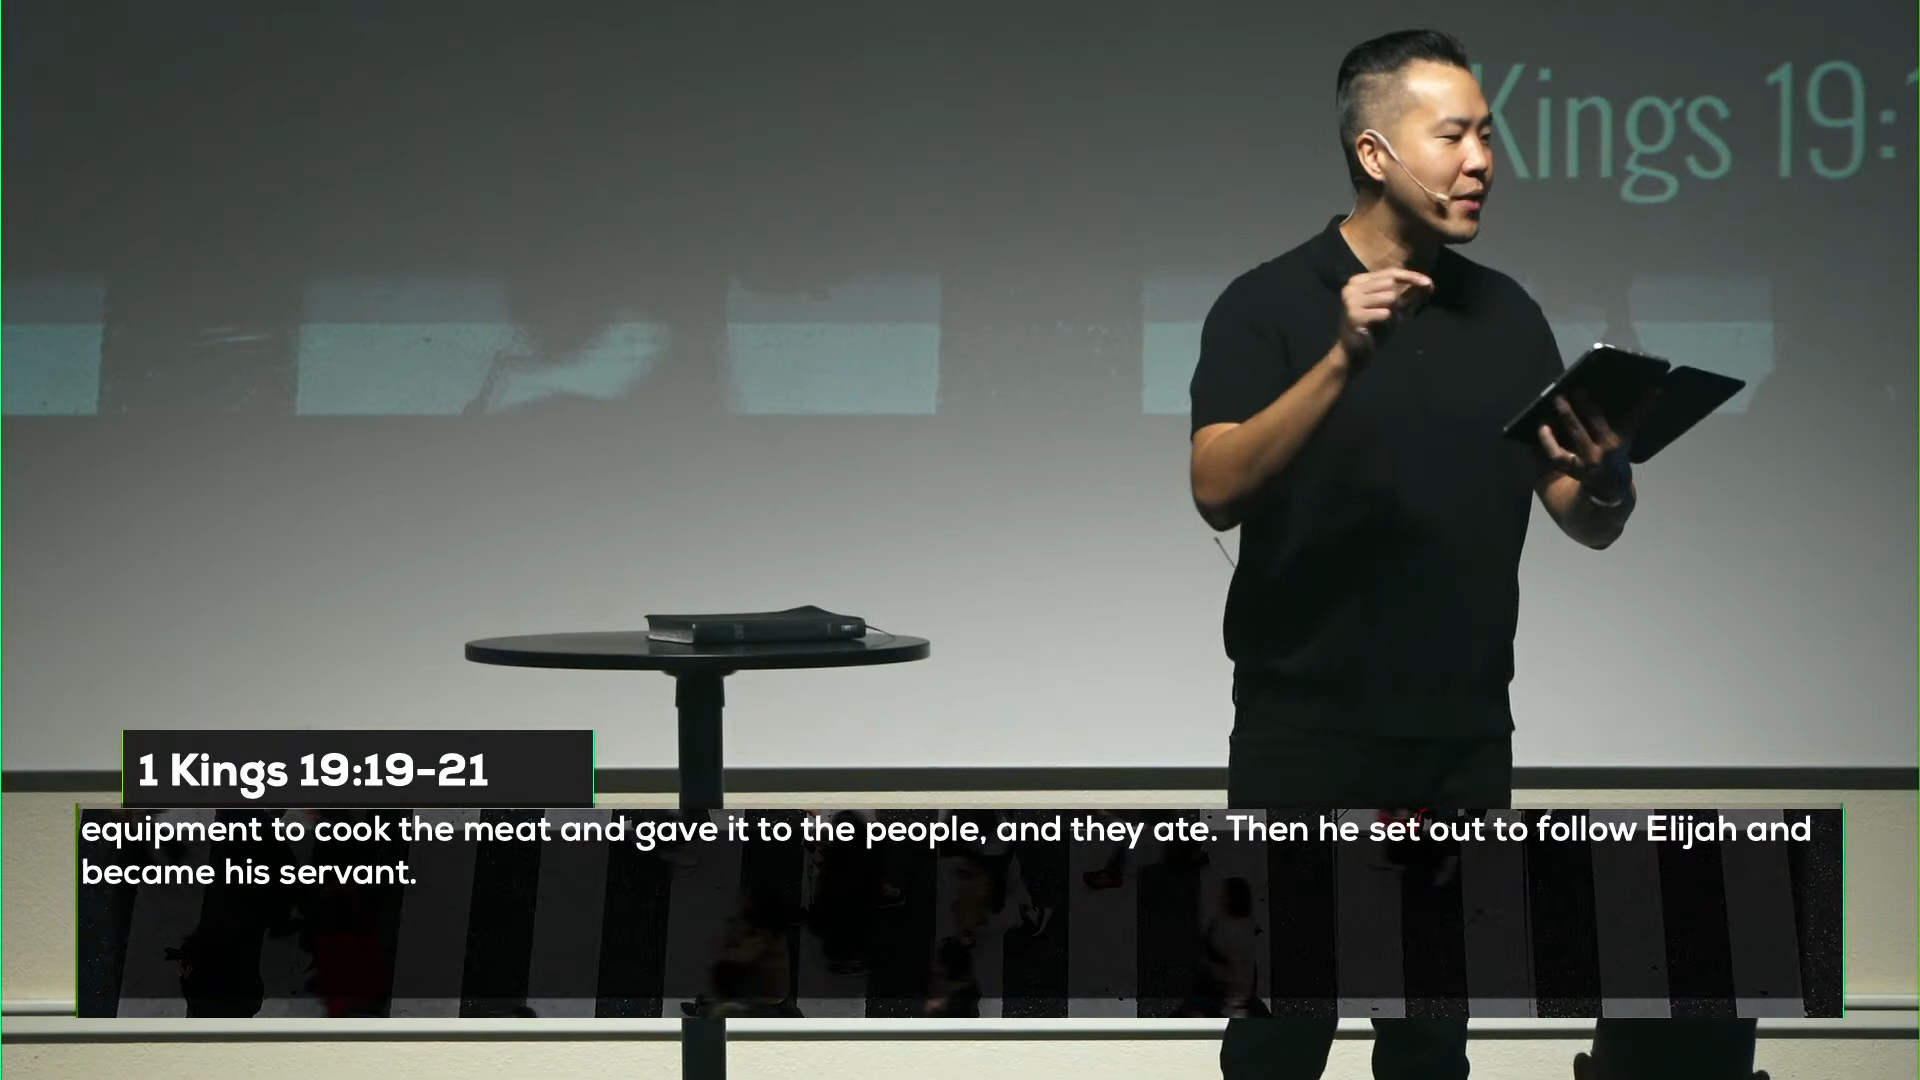 Kings 19:1
1 Kings 19:19-21
equipment to cook the meat and gave it to the people, and they ate. Then he set out to follow Elijah and
became his servant.